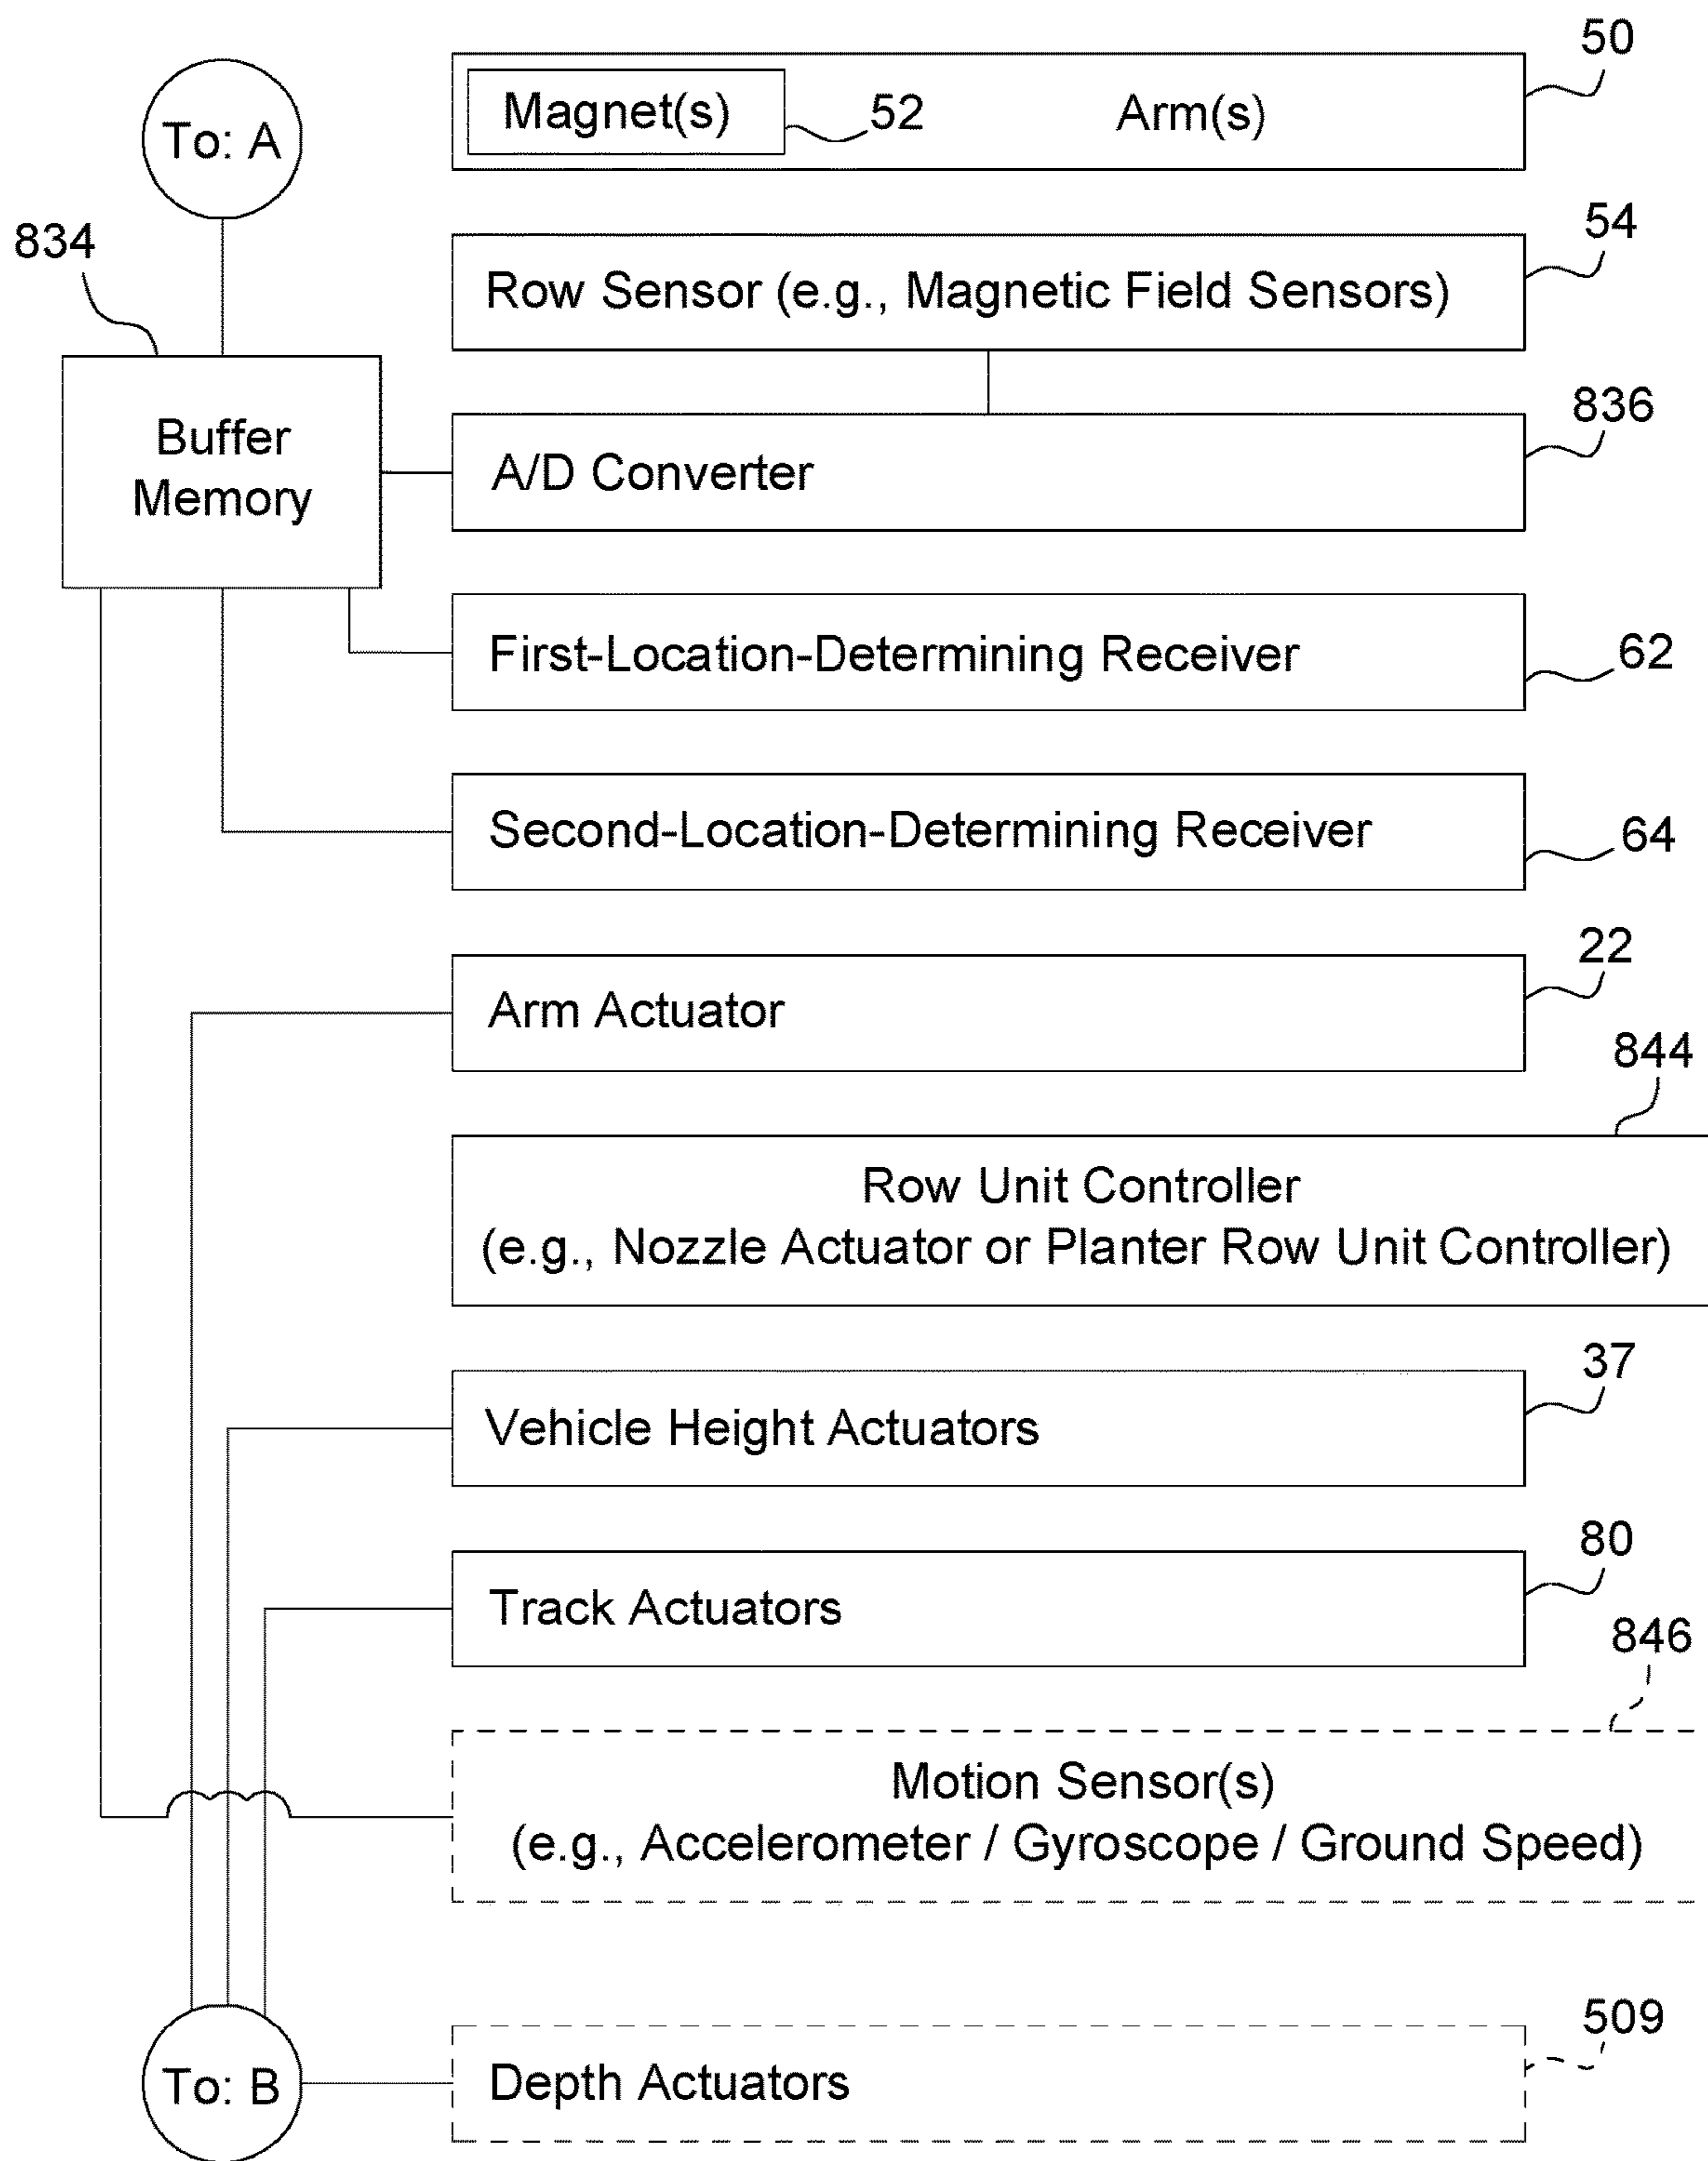 50
To: A
Magnet(s)
52
Arm(s)
834
54
Row Sensor (e.g., Magnetic Field Sensors)
836
Buffer
Memory
A/D Converter
First-Location-Determining Receiver
62
Second-Location-Determining Receiver
64
22
Arm Actuator
844
Row Unit Controller
(e.g., Nozzle Actuator or Planter Row Unit Controller)
37
Vehicle Height Actuators
80
Track Actuators
846
Motion Sensor(s)
(e.g., Accelerometer / Gyroscope / Ground Speed)
509
To: B
Depth Actuators